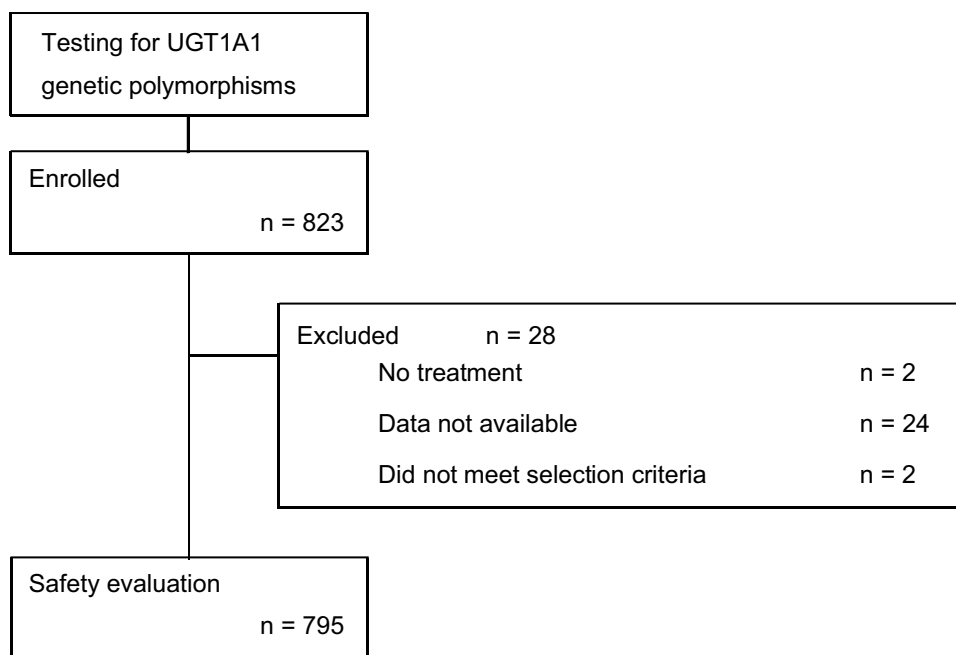 Testing for UGT1A1
genetic polymorphisms
Enrolled
n = 823
Excluded n = 28
No treatment n = 2
Data not available n = 24
Did not meet selection criteria n = 2
Safety evaluation
n = 795